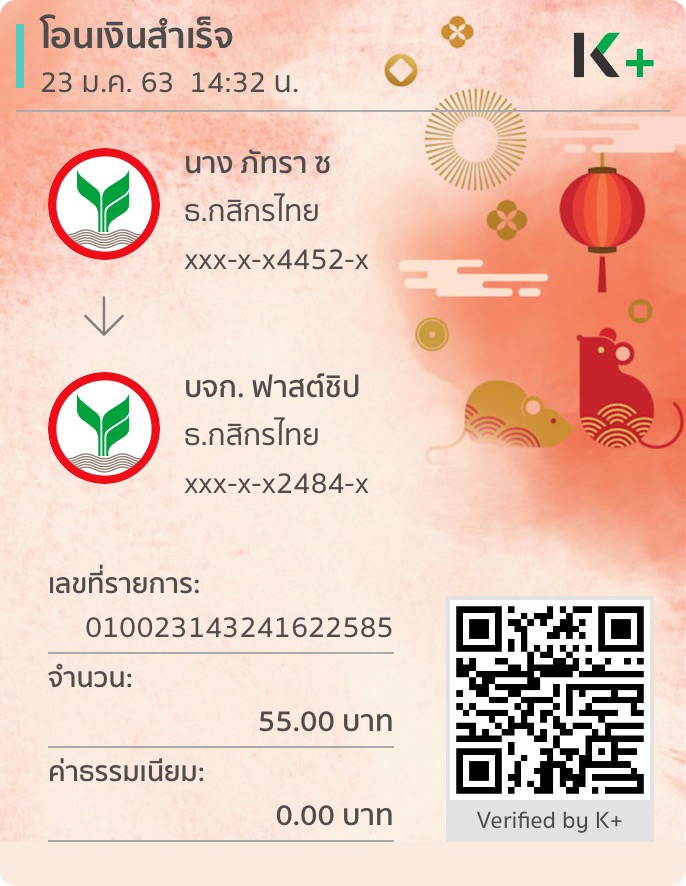 โอนเงินสำเร็จ
23 ม.ค. 63 14:32 น.
K+
นาง ภัทรา ซ
ธ.กสิกรไทย
xxx-x-x4452-x
บจก. ฟาสต์ชิป
ธ.กสิกรไทย
xxx-x-x2484-x
เลขที่รายการ:
010023143241622585
จำนวน:
55.00 บาท
ค่าธรรมเนียม:
0.00 บาท
Verified by K+